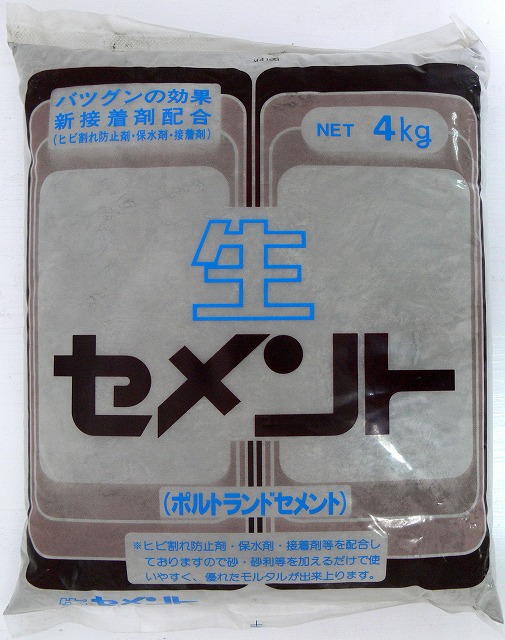 バツグンの効果
新接着剤配合
(ヒビ割れ防止剤・保水剤・接着剤)
NET 4kg
生
セメント
(ポルトランドセメント)
※ヒビ割れ防止剤・保水剤・接着剤等を配合し
ておりますので砂・砂利等を加えるだけで使
いやすく、優れたモルタルが出来上ります。
生セメント